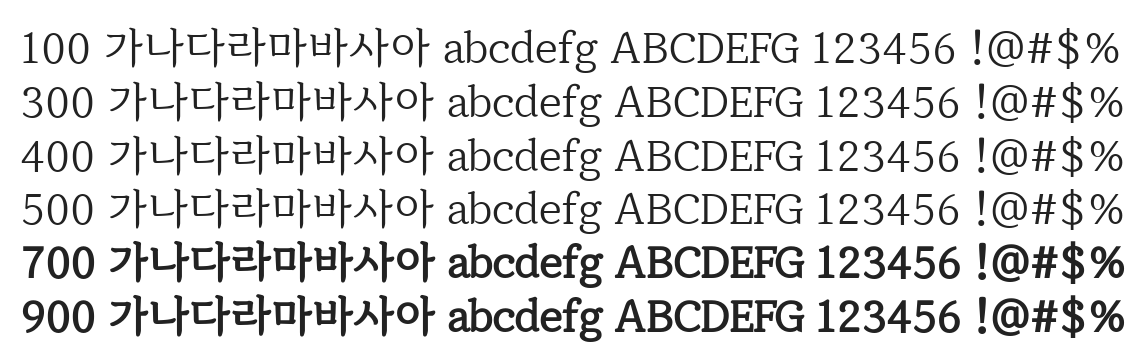 100 가나다라마바사아 abcdefg ABCDEFG 123456 !@#$%
300 가나다라마바사아 abcdefg ABCDEFG 123456 !@#$%
400 가나다라마바사아 abcdefg ABCDEFG 123456 !@#$%
500 가나다라마바사아 abcdefg ABCDEFG 123456 !@#$%
700 가나다라마바사아 abcdefg ABCDEFG 123456 !@#$%
900 가나다라마바사아 abcdefg ABCDEFG 123456 !@#$%